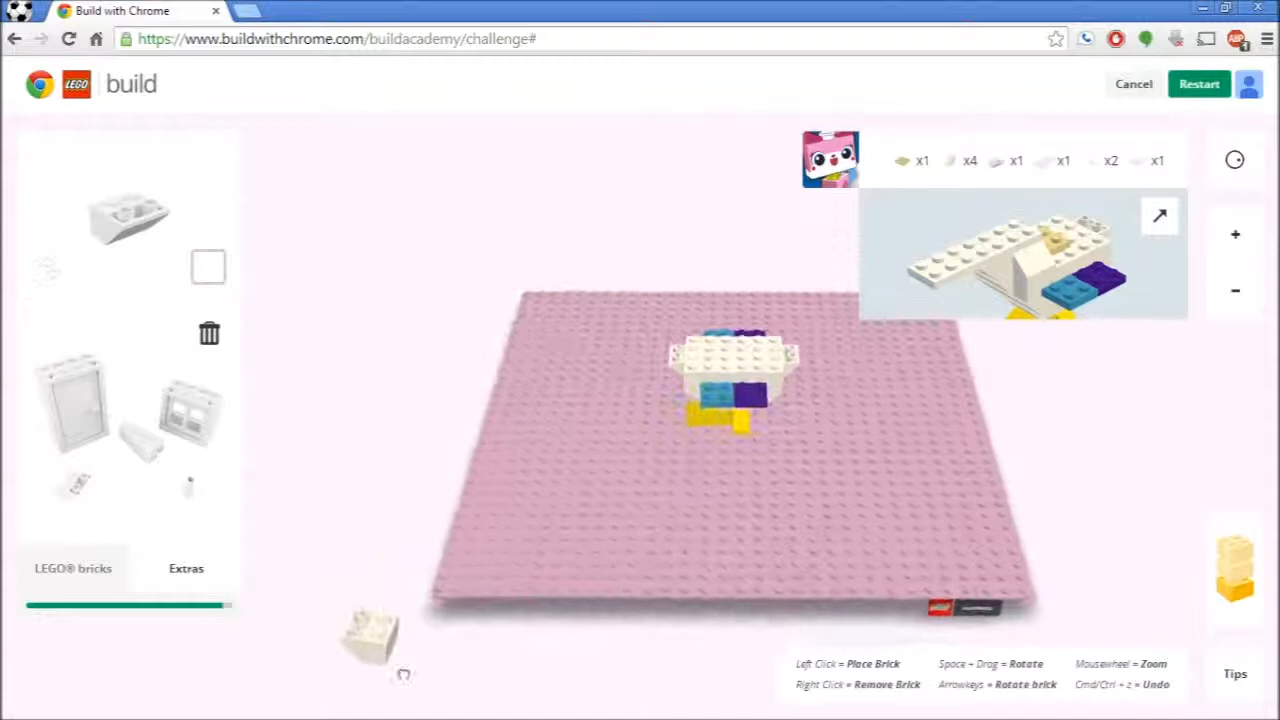 Build with Chrome
https://www.buildwithchrome.com/buildacademy/challenge#
ABP
1
LEGO
build
Cancel
Restart
x1
x4
x1
x1
x2
x1
+
-
LEGO® bricks
Extras
Left Click = Place Brick
Space + Drag = Rotate
Mousewheel = Zoom
Right Click = Remove Brick
Arrowkeys = Rotate brick
Cmd/Ctrl + z = Undo
Tips